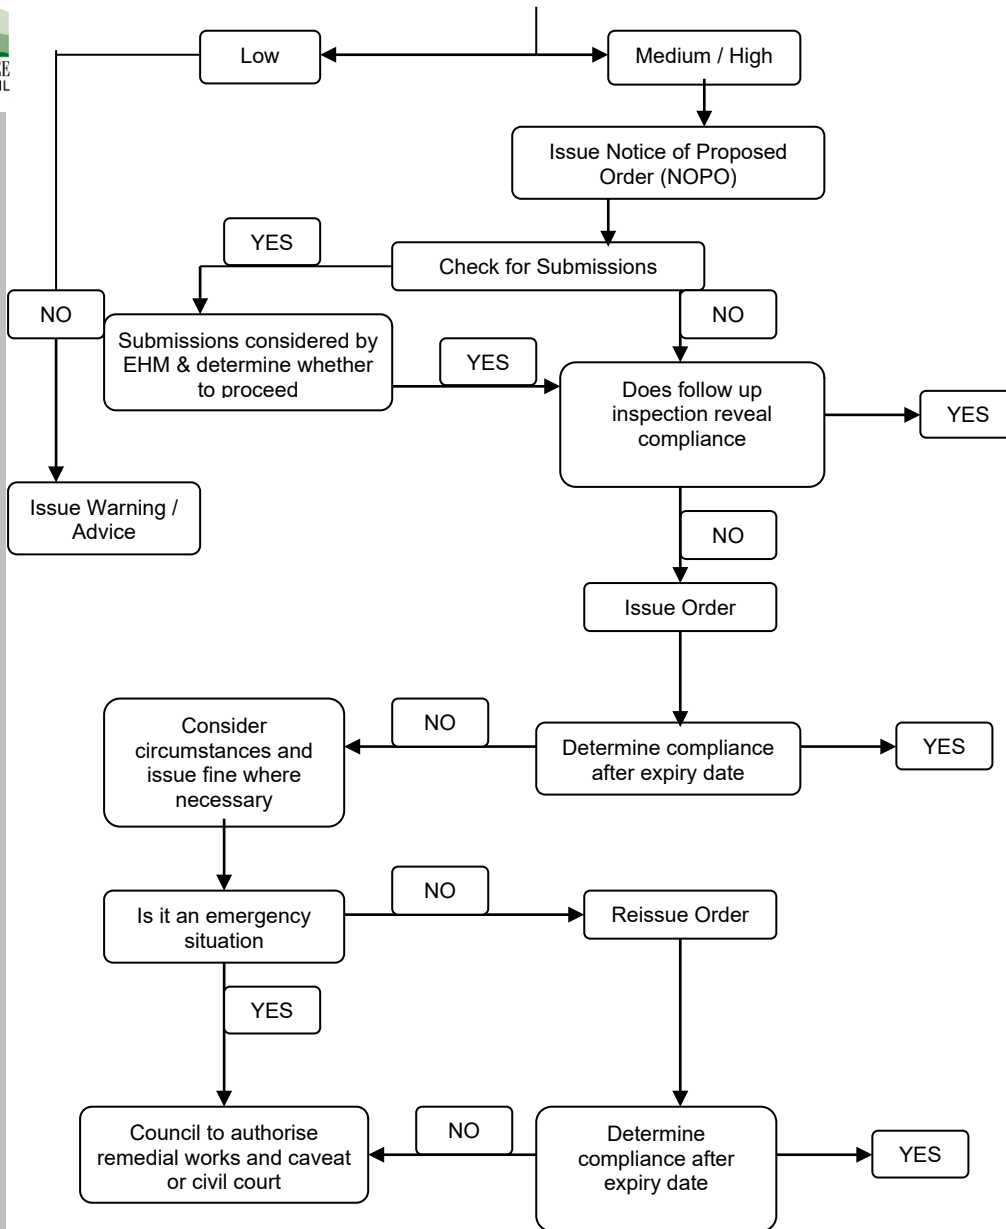 Low
Medium / High
Issue Notice of Proposed
Order (NOPO)
YES
Check for Submissions
NO
NO
Submissions considered by
EHM & determine whether
to proceed
YES
Does follow up
inspection reveal
compliance
YES
Issue Warning /
Advice
NO
Issue Order
Consider
circumstances and
issue fine where
necessary
NO
Determine compliance
after expiry date
YES
Is it an emergency
situation
NO
Reissue Order
YES
Council to authorise
remedial works and caveat
or civil court
NO
Determine
compliance after
expiry date
YES